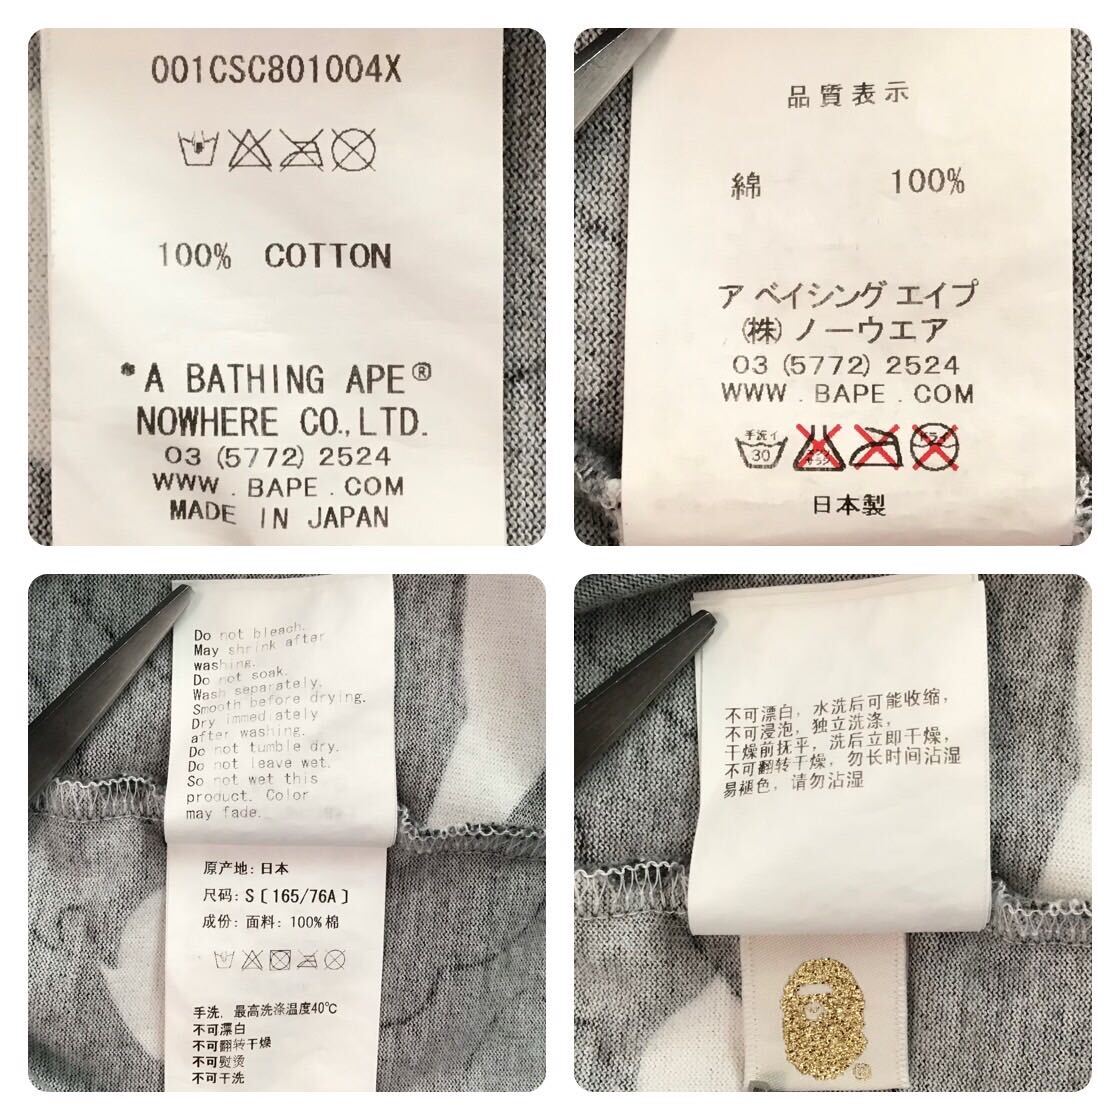 001CSC801004X
100% COTTON
*A BATHING APE®
NOWHERE CO., LTD.
03 (5772) 2524
WWW . BAPE . COM
MADE IN JAPAN
品質表示
綿 100%
ア ベイシング エイプ
(株) ノーウエア
03 (5772) 2524
WWW . BAPE . COM
手洗イ
30
日本製
Do not bleach.
May shrink after
washing.
Do not soak.
Wash separately.
Smooth before drying.
Dry immediately
after washing.
Do not tumble dry.
Do not leave wet.
So not wet this
product. Color
may fade.
原产地: 日本
尺码: S〔165/76A〕
成份: 面料: 100%棉
手洗, 最高洗涤温度40℃
不可漂白
不可翻转干燥
不可熨烫
不可干洗
不可漂白, 水洗后可能收缩,
不可浸泡, 独立洗涤,
干燥前抚平, 洗后立即干燥,
不可翻转干燥, 勿长时间沾湿
易褪色, 请勿沾湿
®